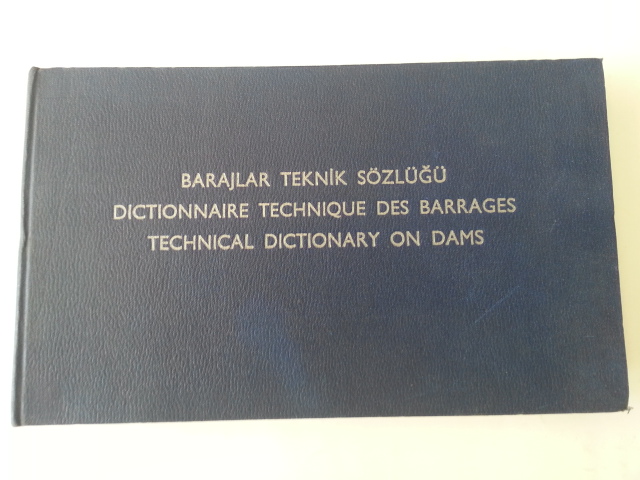 BARAJLAR TEKNİK SÖZLÜĞÜ
DICTIONNAIRE TECHNIQUE DES BARRAGES
TECHNICAL DICTIONARY ON DAMS